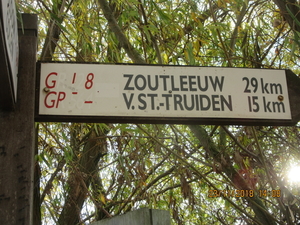 G 18 ZOUTLEEUW 29 km
GP - V. ST.-TRUIDEN 15 km